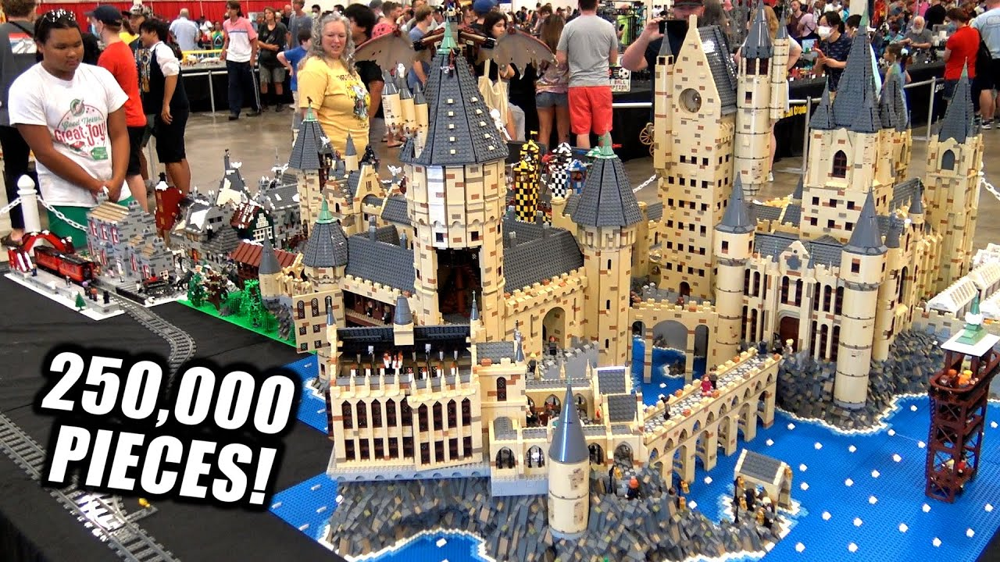 Good News,
Great Joy!
250,000
PIECES!